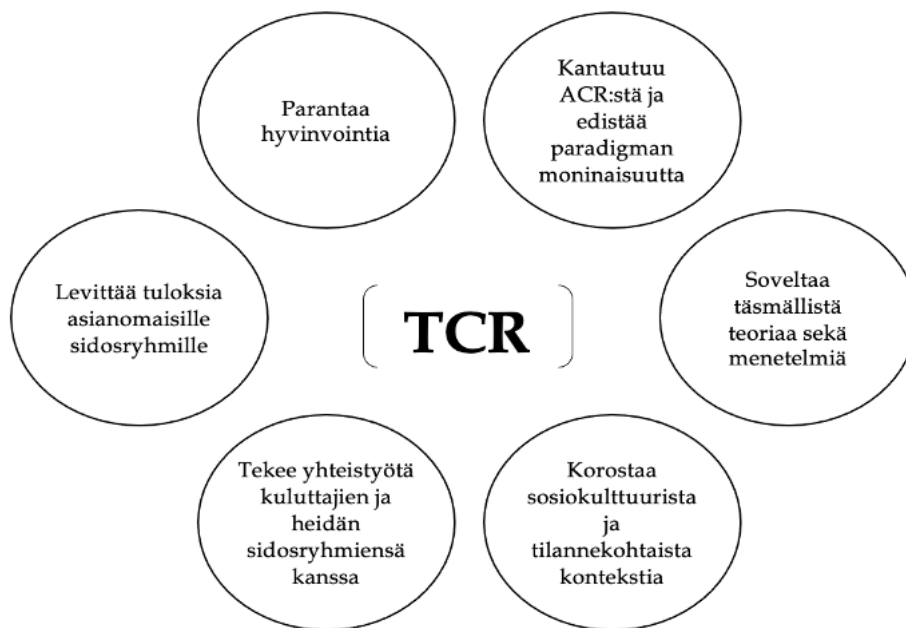 Parantaa
hyvinvointia
Kantautuu
ACR:stä ja
edistää
paradigman
moninaisuutta
Levittää tuloksia
asianomaisille
sidosryhmille
TCR
Soveltaa
täsmällistä
teoriaa sekä
menetelmiä
Tekee yhteistyötä
kuluttajien ja
heidän
sidosryhmiensä
kanssa
Korostaa
sosiokulttuurista
ja
tilannekohtaista
kontekstia